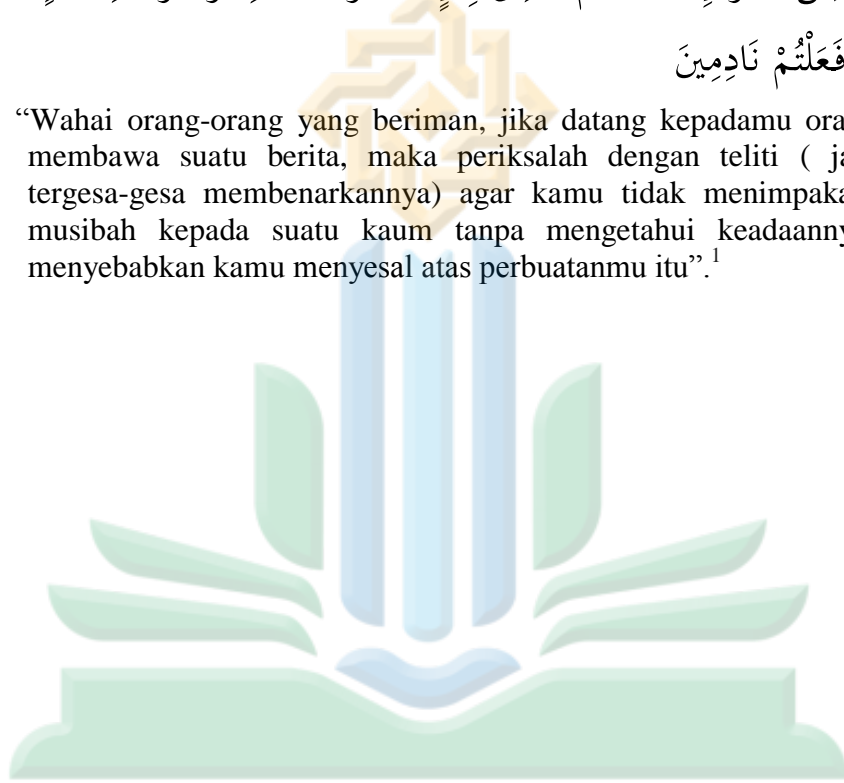 فَعَلْتُمْ نَادِمِينَ
“Wahai orang-orang yang beriman, jika datang kepadamu ora
membawa suatu berita, maka periksalah dengan teliti ( ja
tergesa-gesa membenarkannya) agar kamu tidak menimpaka
musibah kepada suatu kaum tanpa mengetahui keadaanny
menyebabkan kamu menyesal atas perbuatanmu itu”.1